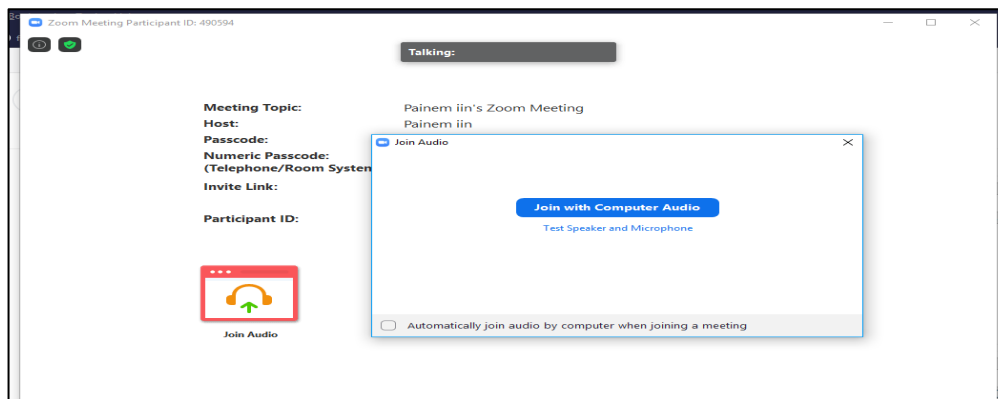 Zoom Meeting Participant ID: 490594
Talking:
Meeting Topic: Painem iin's Zoom Meeting
Host: Painem iin
Passcode:
Numeric Passcode:
(Telephone/Room System
Invite Link:
Participant ID:
Join Audio
Join Audio
Join with Computer Audio
Test Speaker and Microphone
Automatically join audio by computer when joining a meeting